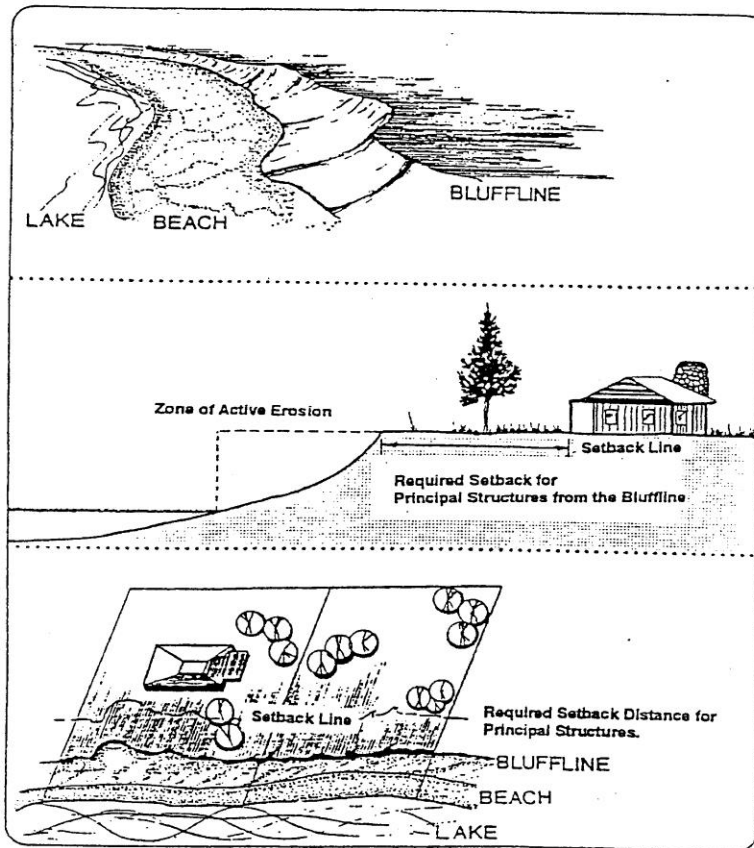 LAKE
BEACH
BLUFFLINE
Zone of Active Erosion
Setback Line
Required Setback for
Principal Structures from the Bluffline
Setback Line
Required Setback Distance for
Principal Structures.
BLUFFLINE
BEACH
LAKE